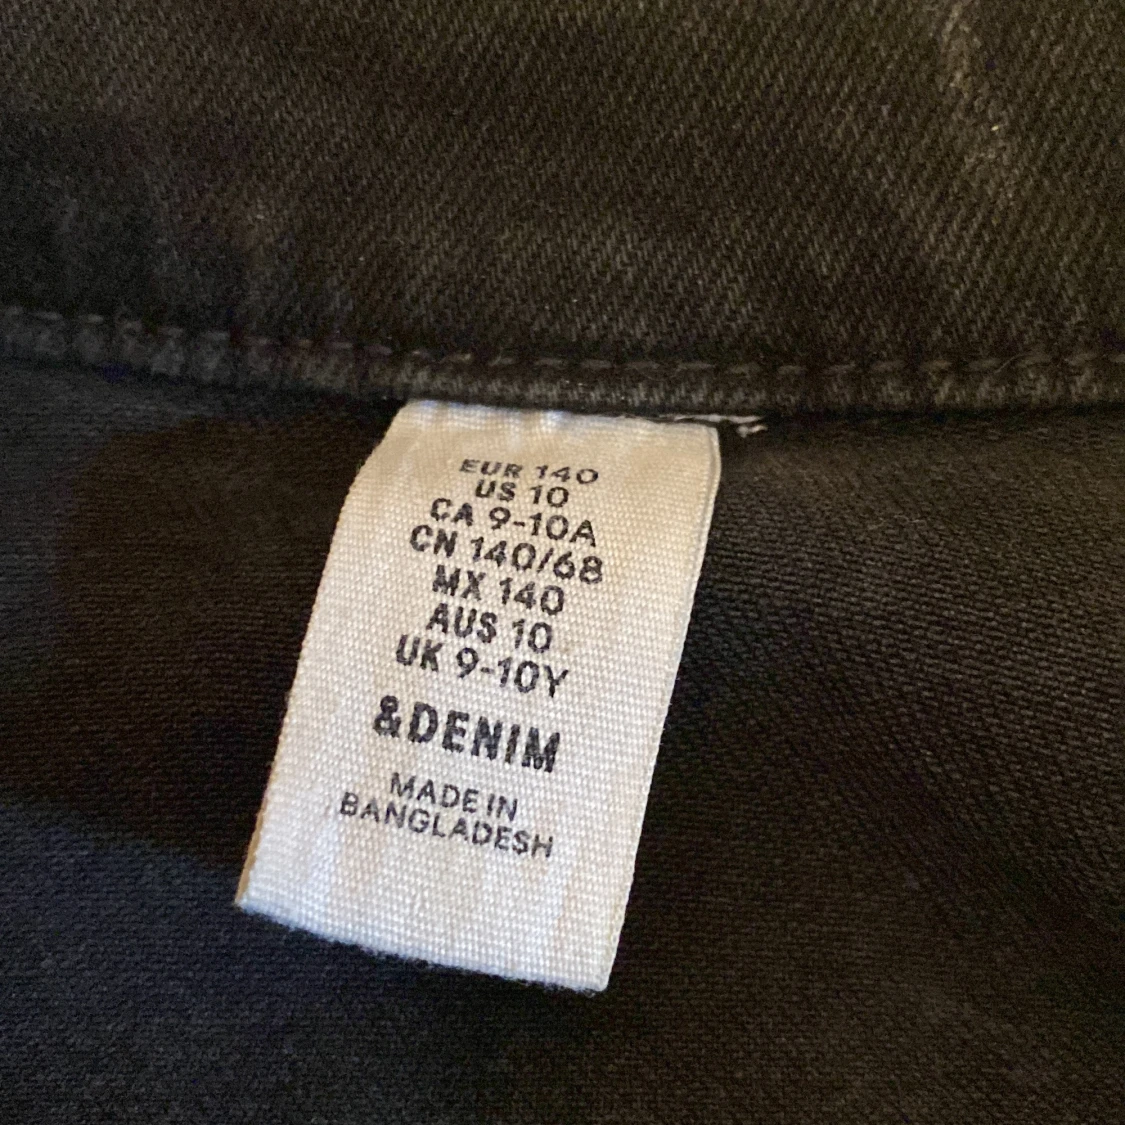 EUR 140
US 10
CA 9-10A
CN 140/68
MX 140
AUS 10
UK 9-10Y
&DENIM
MADE IN
BANGLADESH